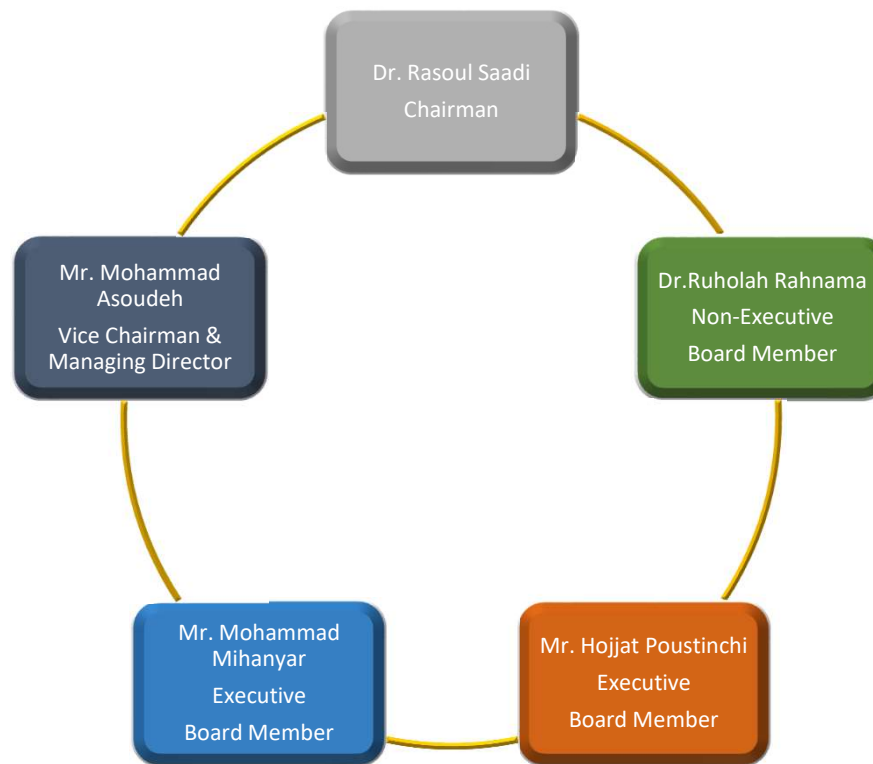 Dr. Rasoul Saadi
Chairman
Dr.Ruholah Rahnama
Non-Executive
Board Member
Mr. Hojjat Poustinchi
Executive
Board Member
Mr. Mohammad
Mihanyar
Executive
Board Member
Mr. Mohammad
Asoudeh
Vice Chairman &
Managing Director